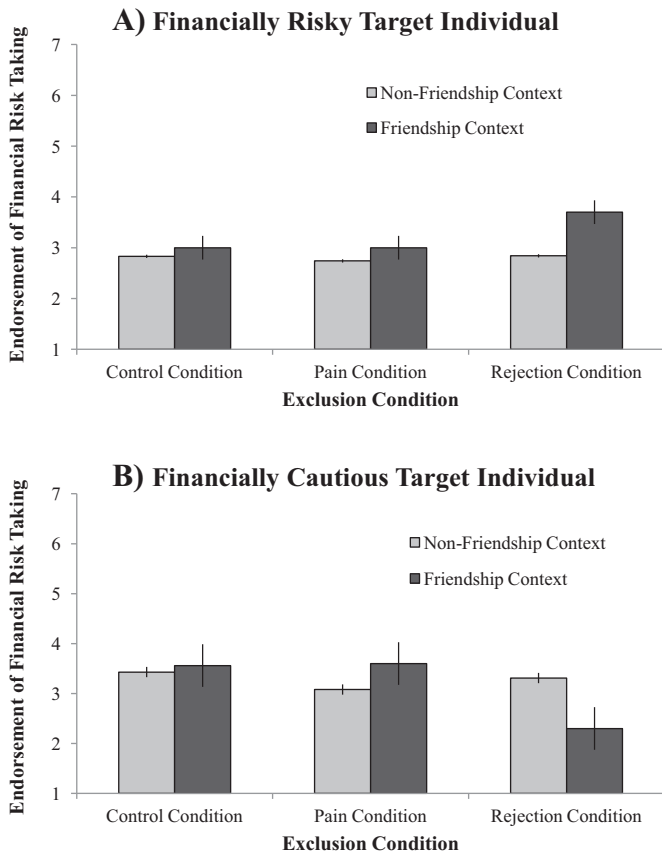 A) Financially Risky Target Individual
Endorsement of Financial Risk Taking
7
6
5
4
3
2
1
Non-Friendship Context
Friendship Context
Control Condition Pain Condition Rejection Condition
Exclusion Condition
B) Financially Cautious Target Individual
Endorsement of Financial Risk Taking
7
6
5
4
3
2
1
Non-Friendship Context
Friendship Context
Control Condition Pain Condition Rejection Condition
Exclusion Condition